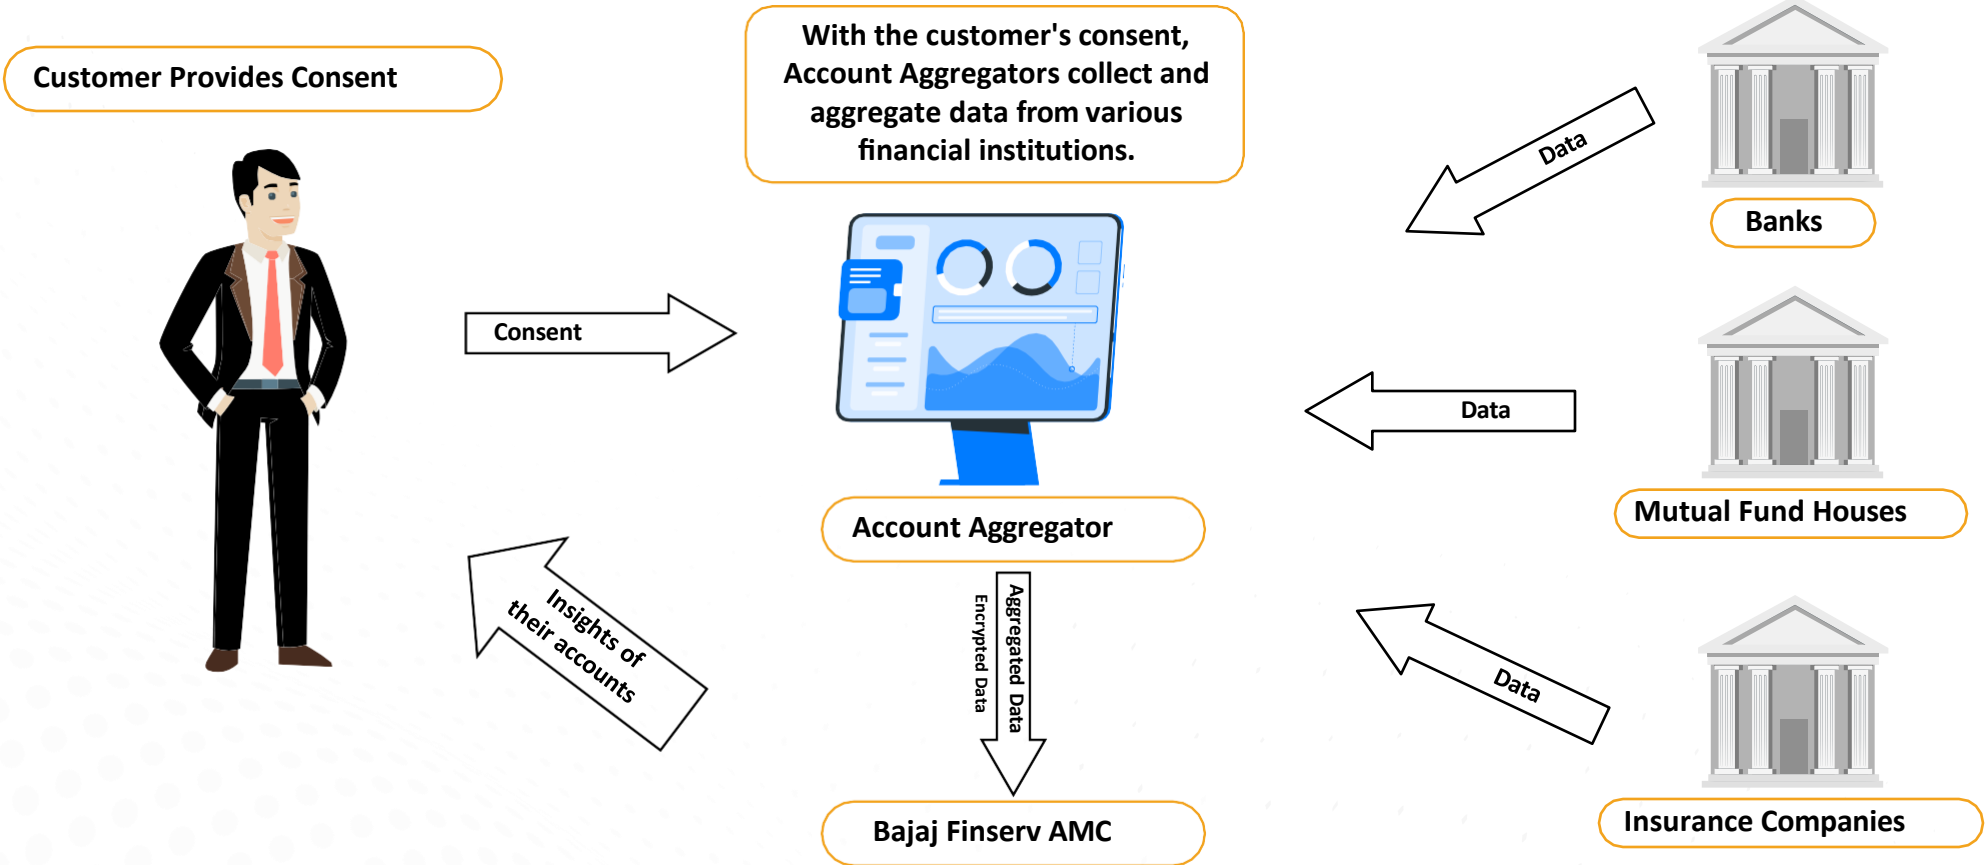 Customer Provides Consent
With the customer's consent,
Account Aggregators collect and
aggregate data from various
financial institutions.
Data
Banks
Consent
Data
Mutual Fund Houses
Account Aggregator
Insights of
their accounts
Aggregated Data
Encrypted Data
Data
Insurance Companies
Bajaj Finserv AMC